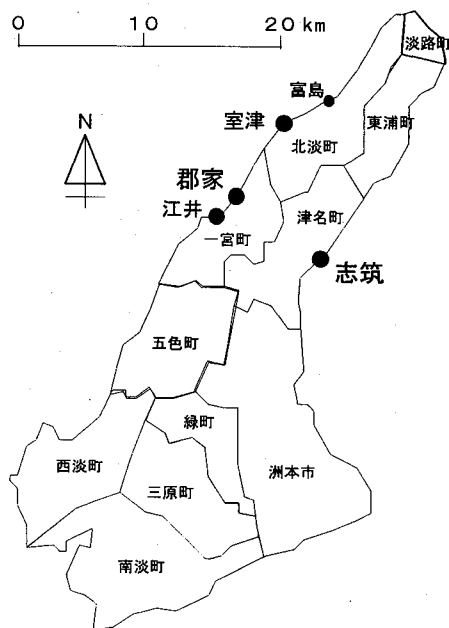 0 10 20 km
淡路町
富島
東浦町
室津
北淡町
N
郡家
江井
津名町
一宮町
志筑
五色町
緑町
西淡町
洲本市
三原町
南淡町